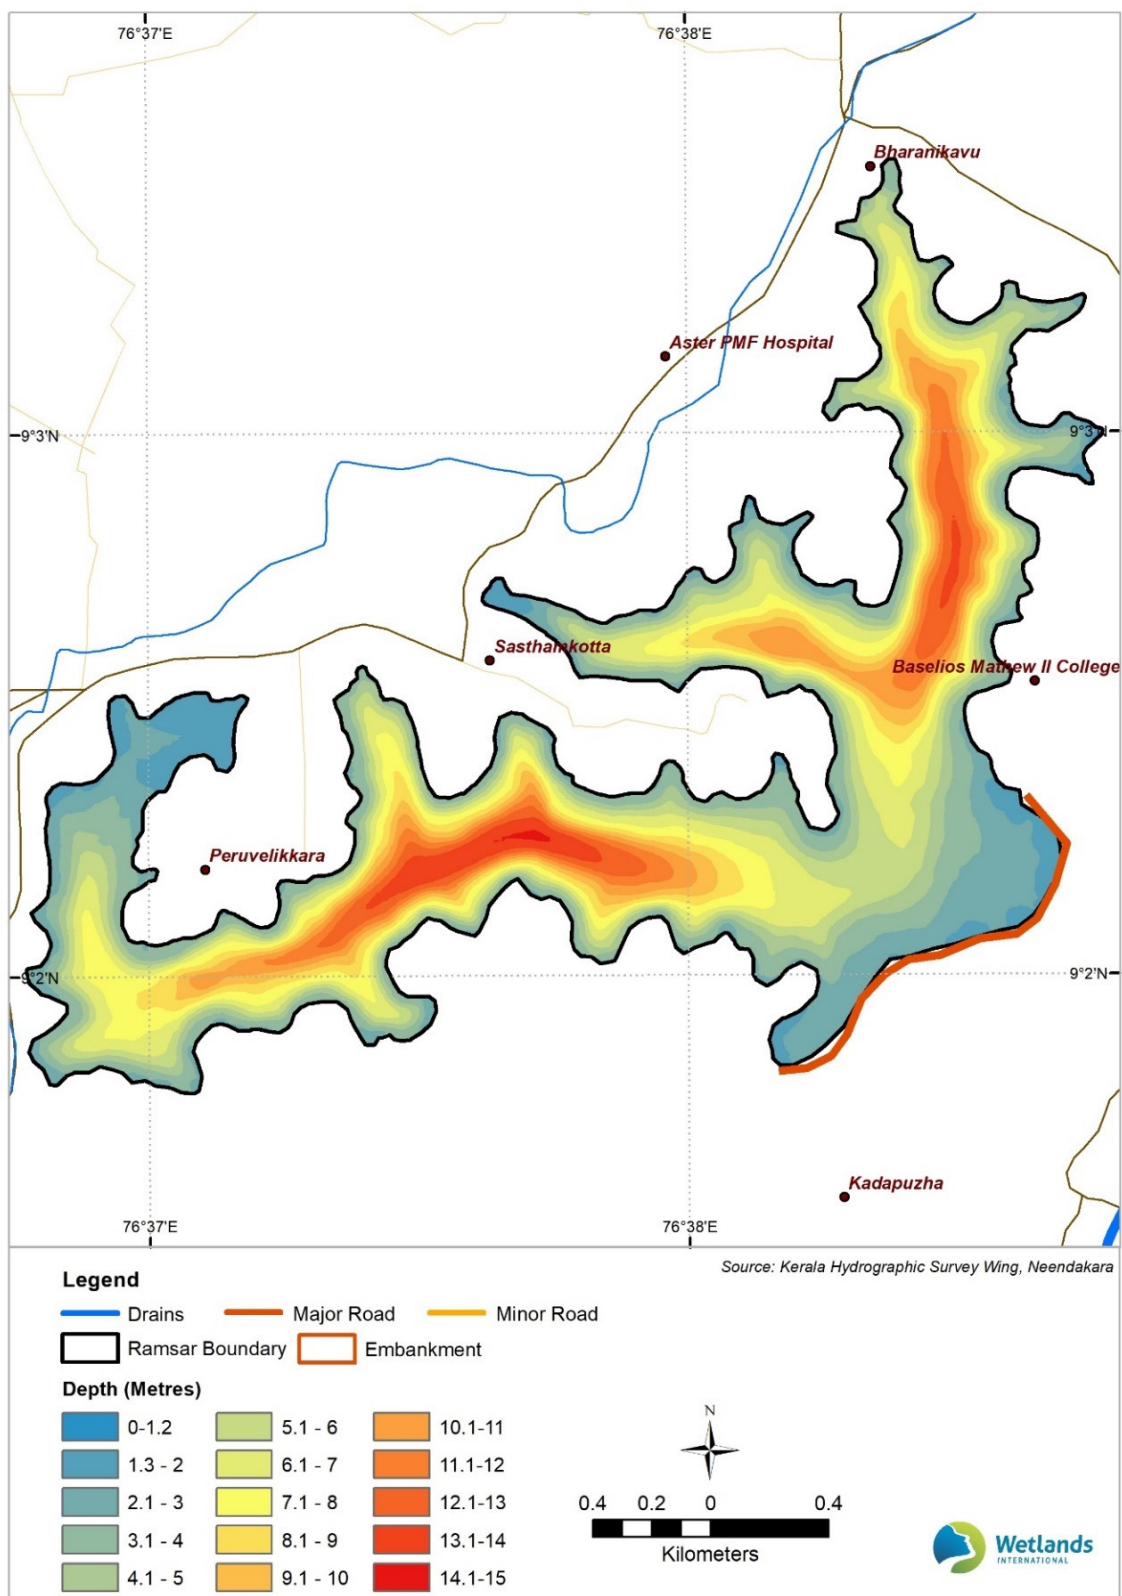 76°37'E
76°38'E
Bharanikavu
Aster PMF Hospital
9°3'N
9°3'N
Sasthamkotta
Baselios Mathew II College
Peruvelikkara
9°2'N
9°2'N
Kadapuzha
76°37'E
76°38'E
Source: Kerala Hydrographic Survey Wing, Neendakara
Legend
Drains
Major Road
Minor Road
Ramsar Boundary
Embankment
Depth (Metres)
0-1.2
1.3 - 2
2.1 - 3
3.1 - 4
4.1 - 5
5.1 - 6
6.1 - 7
7.1 - 8
8.1 - 9
9.1 - 10
10.1-11
11.1-12
12.1-13
13.1-14
14.1-15
N
0.4 0.2 0 0.4
Kilometers
Wetlands
INTERNATIONAL